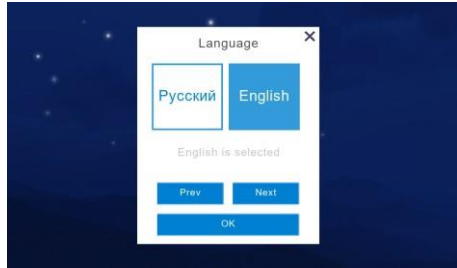 Language
Русский English
English is selected
Prev Next
OK